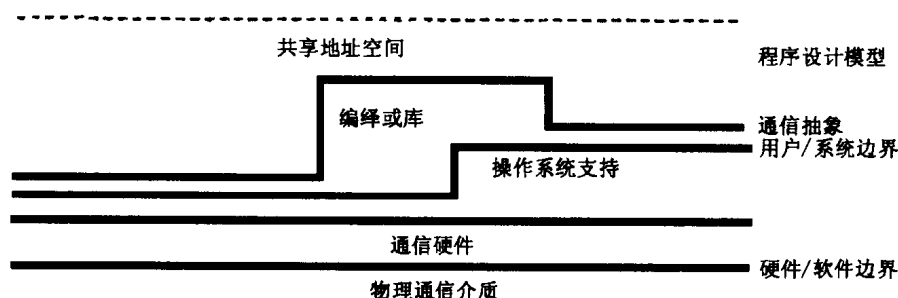 共享地址空间
程序设计模型
编译或库
通信抽象
用户/系统边界
操作系统支持
通信硬件
硬件/软件边界
物理通信介质